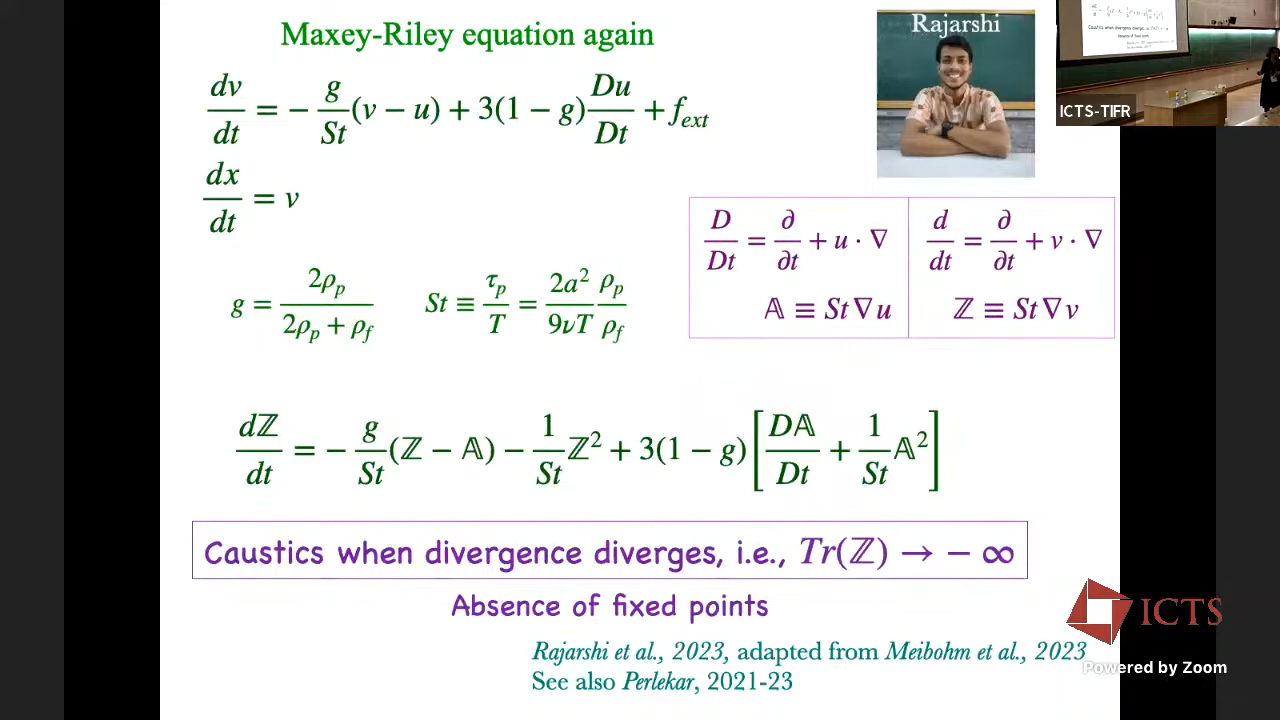 Maxey-Riley equation again
Rajarshi
dv/dt = − g/St (v − u) + 3(1 − g) Du/Dt + f_ext
ICTS-TIFR
dx/dt = v
D/Dt = ∂/∂t + u · ∇
d/dt = ∂/∂t + v · ∇
𝔸 ≡ St∇u
ℤ ≡ St∇v
g = 2ρ_p / (2ρ_p + ρ_f)
St ≡ τ_p/T = 2a²/9νT ρ_p/ρ_f
dℤ/dt = − g/St (ℤ − 𝔸) − 1/St ℤ² + 3(1 − g) [D𝔸/Dt + 1/St 𝔸²]
Caustics when divergence diverges, i.e., Tr(ℤ) → − ∞
Absence of fixed points
ICTS
Rajarshi et al., 2023, adapted from Meibohm et al., 2023
Powered by Zoom
See also Perlekar, 2021-23